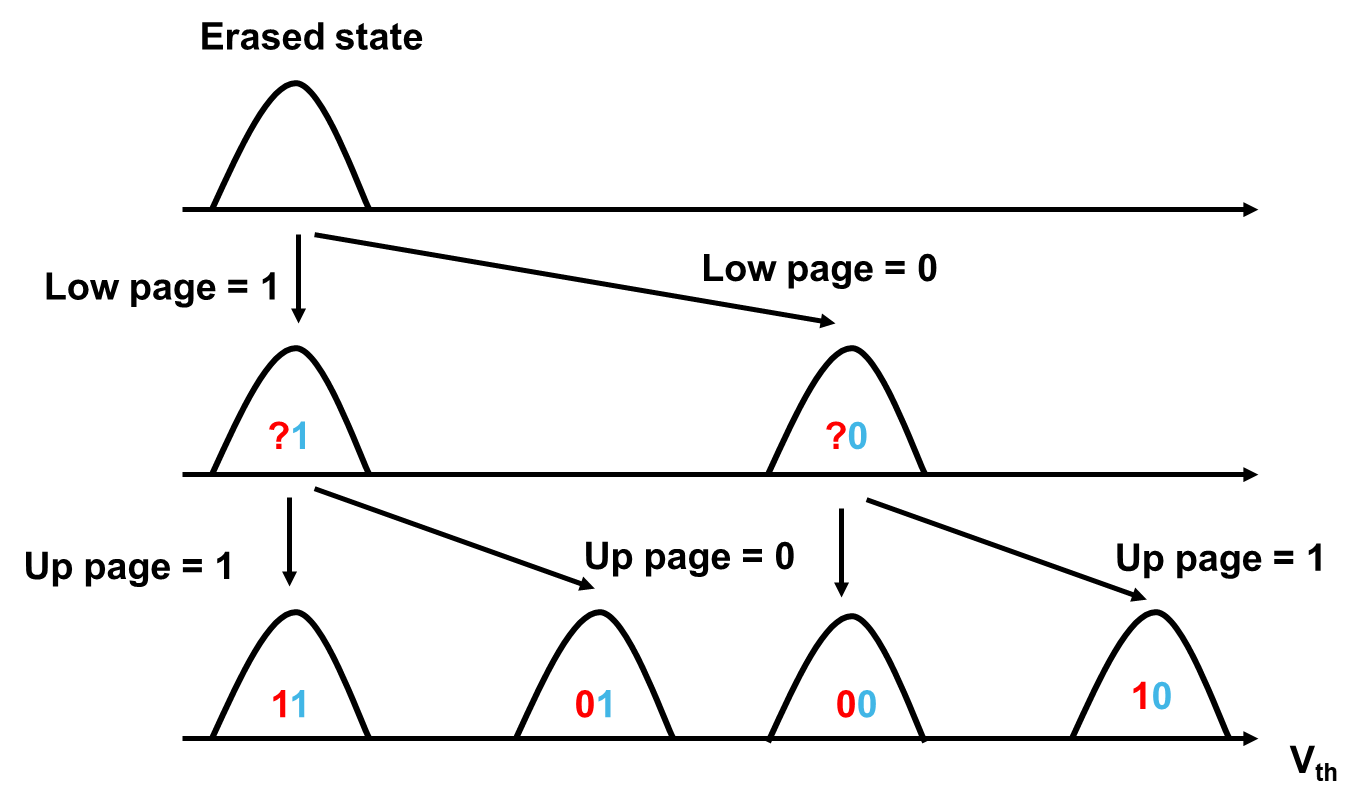 Erased state
Low page = 1
Low page = 0
?1
?0
Up page = 1
Up page = 0
Up page = 1
11
01
00
10
Vth